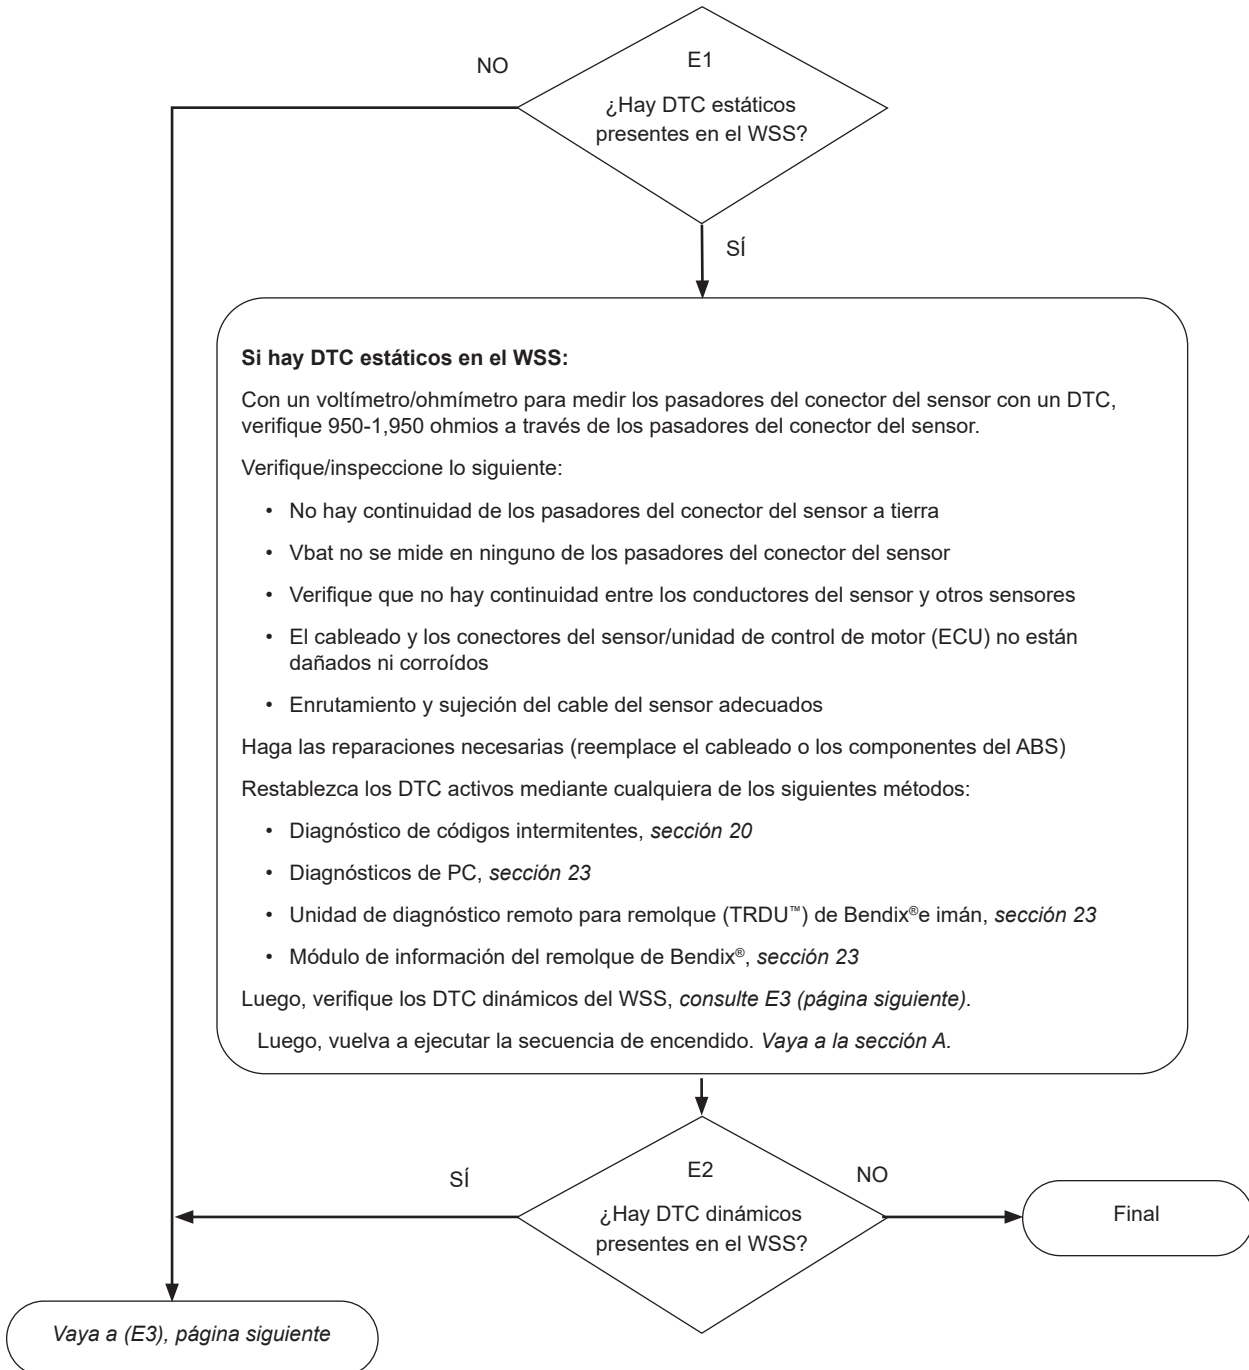 E1
NO
¿Hay DTC estáticos
presentes en el WSS?
SÍ
Si hay DTC estáticos en el WSS:
Con un voltímetro/ohmímetro para medir los pasadores del conector del sensor con un DTC,
verifique 950-1,950 ohmios a través de los pasadores del conector del sensor.
Verifique/inspeccione lo siguiente:
• No hay continuidad de los pasadores del conector del sensor a tierra
• Vbat no se mide en ninguno de los pasadores del conector del sensor
• Verifique que no hay continuidad entre los conductores del sensor y otros sensores
• El cableado y los conectores del sensor/unidad de control de motor (ECU) no están
dañados ni corroídos
• Enrutamiento y sujeción del cable del sensor adecuados
Haga las reparaciones necesarias (reemplace el cableado o los componentes del ABS)
Restablezca los DTC activos mediante cualquiera de los siguientes métodos:
• Diagnóstico de códigos intermitentes, sección 20
• Diagnósticos de PC, sección 23
• Unidad de diagnóstico remoto para remolque (TRDU™) de Bendix®e imán, sección 23
• Módulo de información del remolque de Bendix®, sección 23
Luego, verifique los DTC dinámicos del WSS, consulte E3 (página siguiente).
Luego, vuelva a ejecutar la secuencia de encendido. Vaya a la sección A.
E2
SÍ
NO
¿Hay DTC dinámicos
presentes en el WSS?
Final
Vaya a (E3), página siguiente